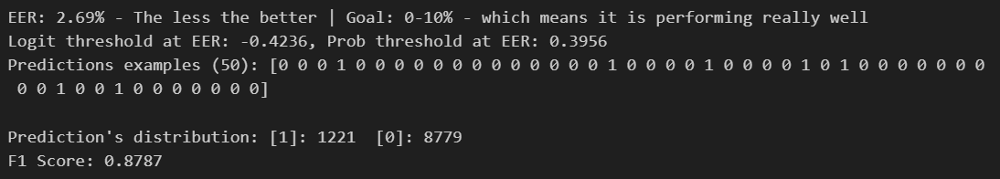 EER: 2.69% - The less the better | Goal: 0-10% - which means it is performing really well
Logit threshold at EER: -0.4236, Prob threshold at EER: 0.3956
Predictions examples (50): [0 0 0 1 0 0 0 0 0 0 0 0 0 0 0 0 0 1 0 0 0 0 1 0 0 0 0 1 0 1 0 0 0 0 0 0 0
0 0 1 0 0 1 0 0 0 0 0 0 0]
Prediction's distribution: [1]: 1221  [0]: 8779
F1 Score: 0.8787